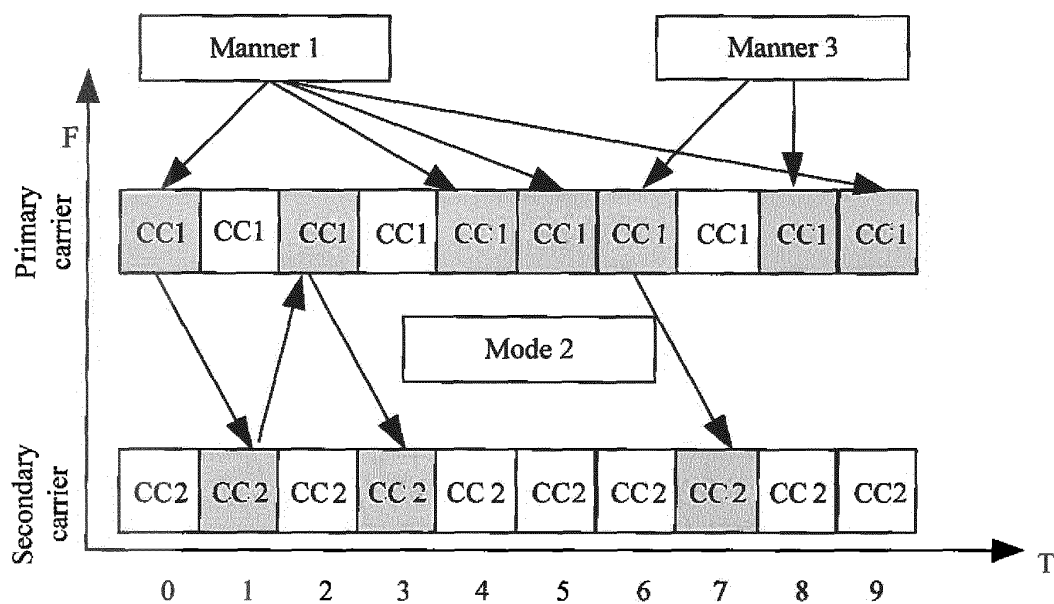 Manner 1
Manner 3
F
Primary
carrier
CC1 CC1 CC1 CC1 CC1 CC1 CC1 CC1 CC1 CC1
Mode 2
Secondary
carrier
CC2 CC2 CC2 CC2 CC2 CC2 CC2 CC2 CC2 CC2
T
0 1 2 3 4 5 6 7 8 9